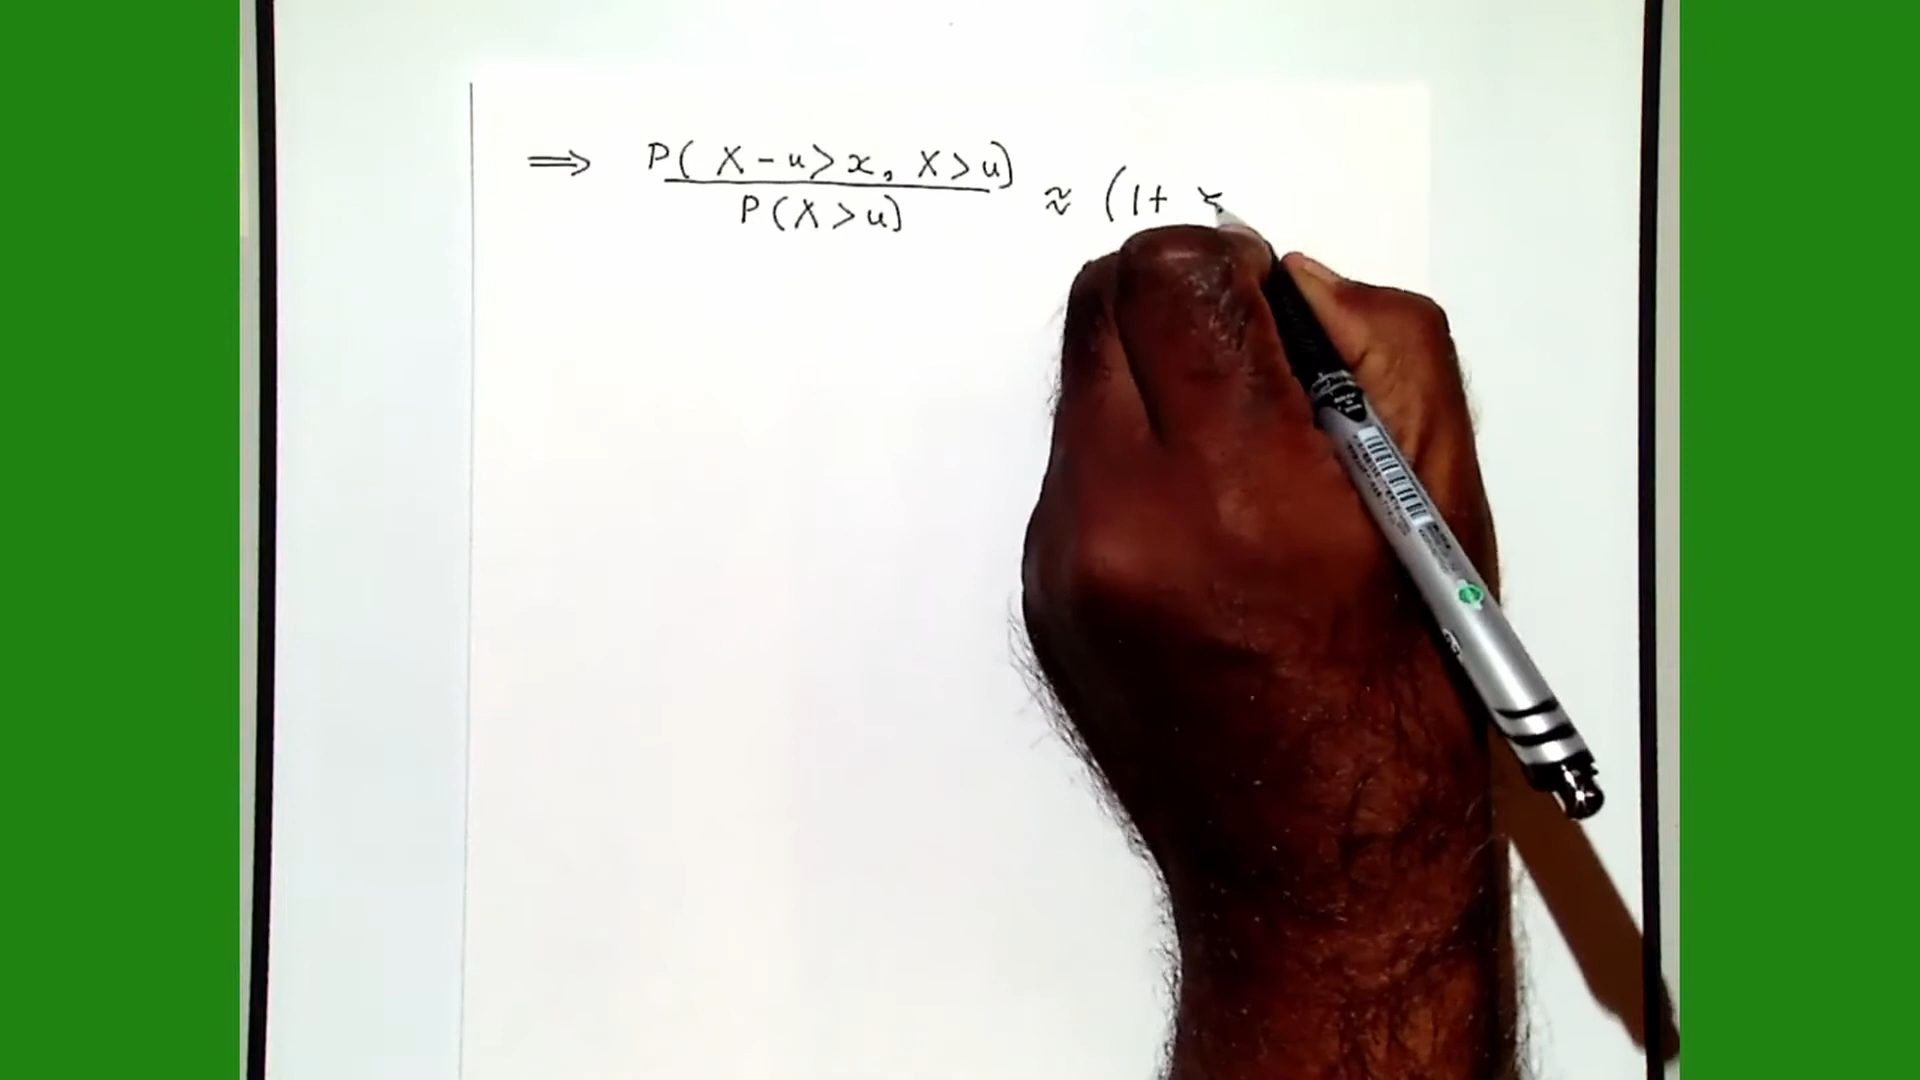 ⟹ P( X - u > x, X > u) / P(X > u) ≈ (1 +